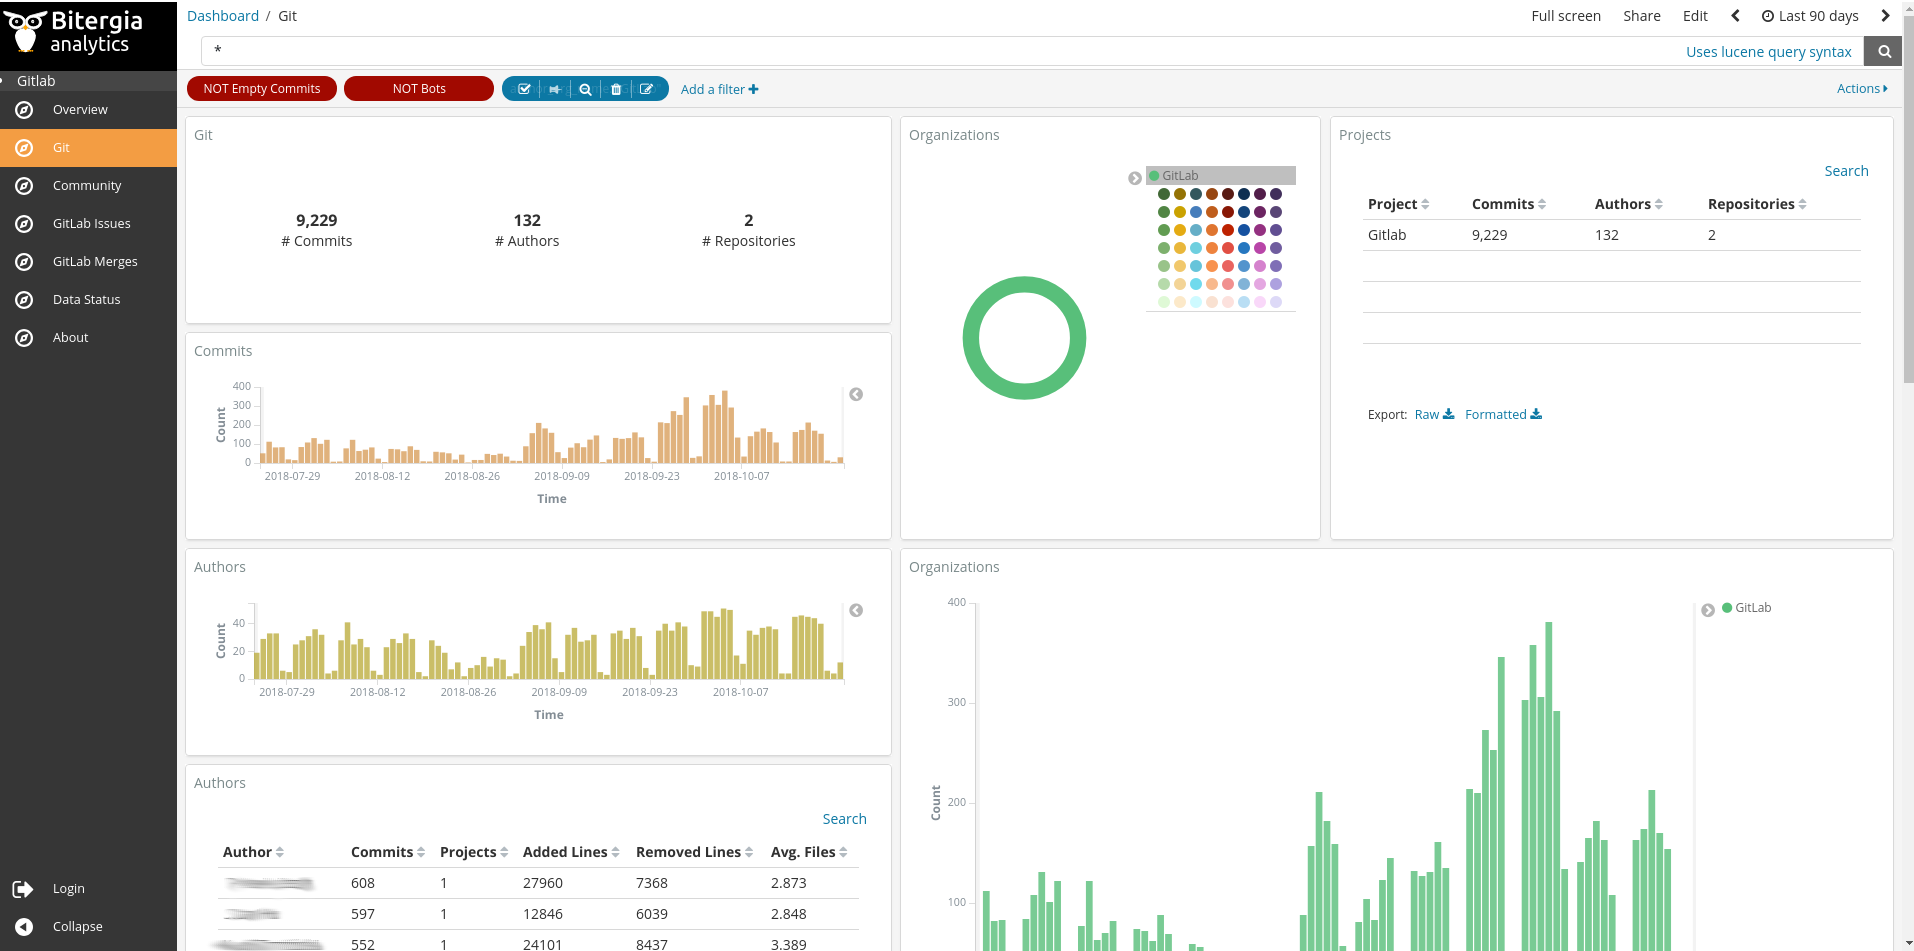 Bitergia
analytics
Gitlab
Overview
Git
Community
GitLab Issues
GitLab Merges
Data Status
About
Login
Collapse
Dashboard / Git
Full screen Share Edit Last 90 days
*
Uses lucene query syntax
NOT Empty Commits NOT Bots Add a filter Actions
Git
9,229 132 2
# Commits # Authors # Repositories
Organizations
GitLab
Projects
Search
Project Commits Authors Repositories
Gitlab 9,229 132 2
Export: Raw Formatted
Commits
Count
400
300
200
100
0
2018-07-29 2018-08-12 2018-08-26 2018-09-09 2018-09-23 2018-10-07
Time
Authors
Count
40
20
0
2018-07-29 2018-08-12 2018-08-26 2018-09-09 2018-09-23 2018-10-07
Time
Organizations
GitLab
Count
400
300
200
100
Authors
Search
Author Commits Projects Added Lines Removed Lines Avg. Files
608 1 27960 7368 2.873
597 1 12846 6039 2.848
552 1 24101 8437 3.389